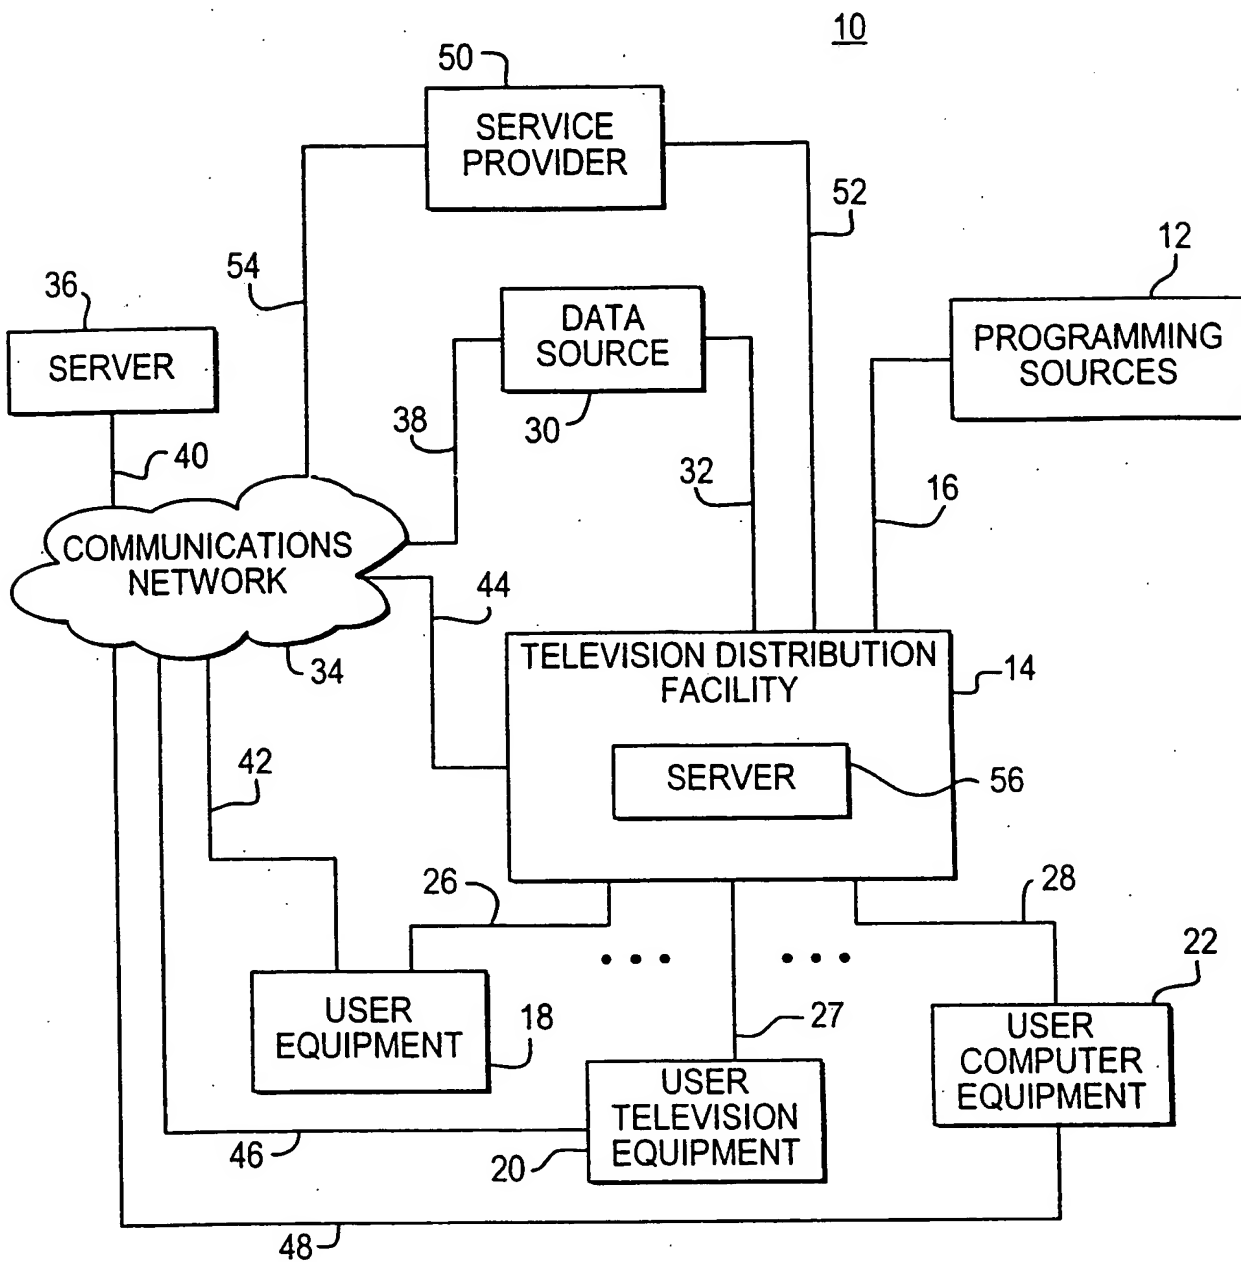 10
50
SERVICE
PROVIDER
52
12
54
36
DATA
SOURCE
PROGRAMMING
SOURCES
SERVER
38
30
40
32
16
COMMUNICATIONS
NETWORK
44
34
TELEVISION DISTRIBUTION
FACILITY
14
42
SERVER
56
26
28
22
USER
EQUIPMENT
18
27
USER
COMPUTER
EQUIPMENT
USER
TELEVISION
EQUIPMENT
46
20
48